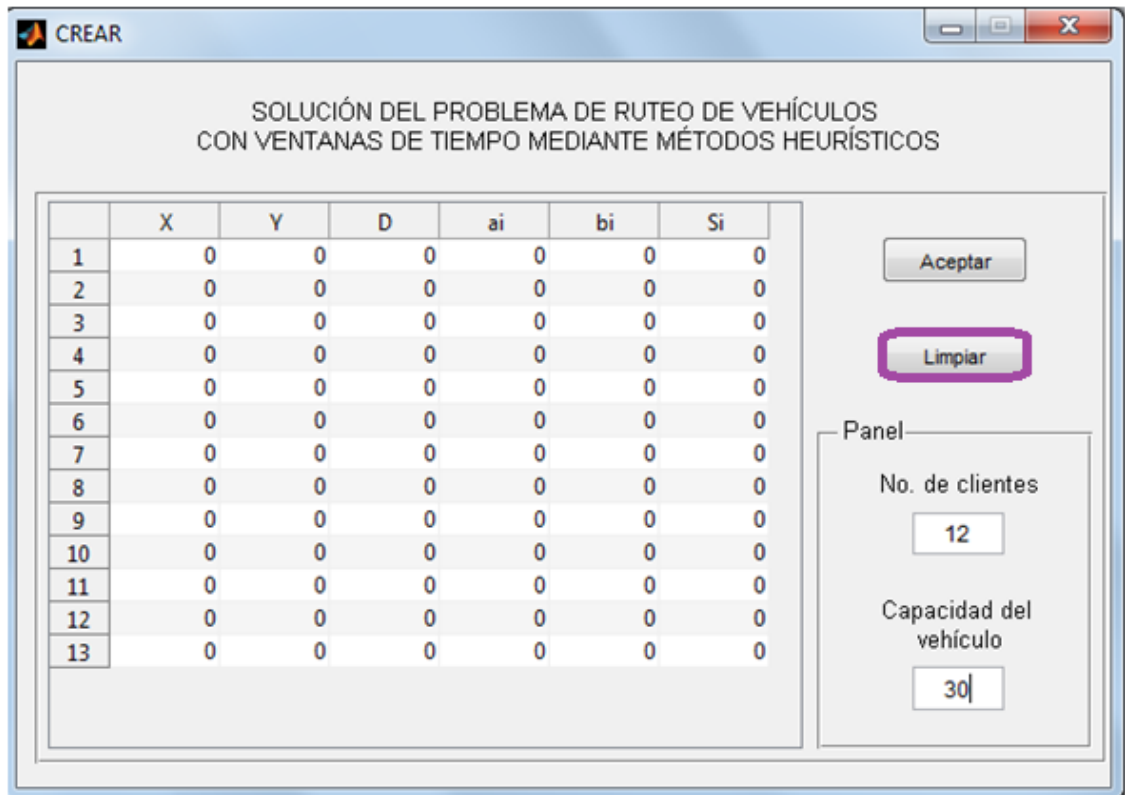 CREAR
SOLUCIÓN DEL PROBLEMA DE RUTEO DE VEHÍCULOS
CON VENTANAS DE TIEMPO MEDIANTE MÉTODOS HEURÍSTICOS
X Y D ai bi Si
1 0 0 0 0 0 0
2 0 0 0 0 0 0
3 0 0 0 0 0 0
4 0 0 0 0 0 0
5 0 0 0 0 0 0
6 0 0 0 0 0 0
7 0 0 0 0 0 0
8 0 0 0 0 0 0
9 0 0 0 0 0 0
10 0 0 0 0 0 0
11 0 0 0 0 0 0
12 0 0 0 0 0 0
13 0 0 0 0 0 0
Aceptar
Limpiar
Panel
No. de clientes
12
Capacidad del
vehículo
30